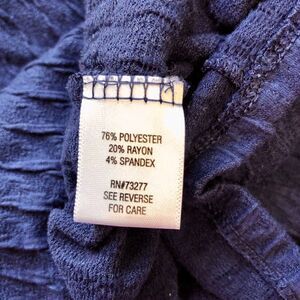 76% POLYESTER
20% RAYON
4% SPANDEX
RN#73277
SEE REVERSE
FOR CARE